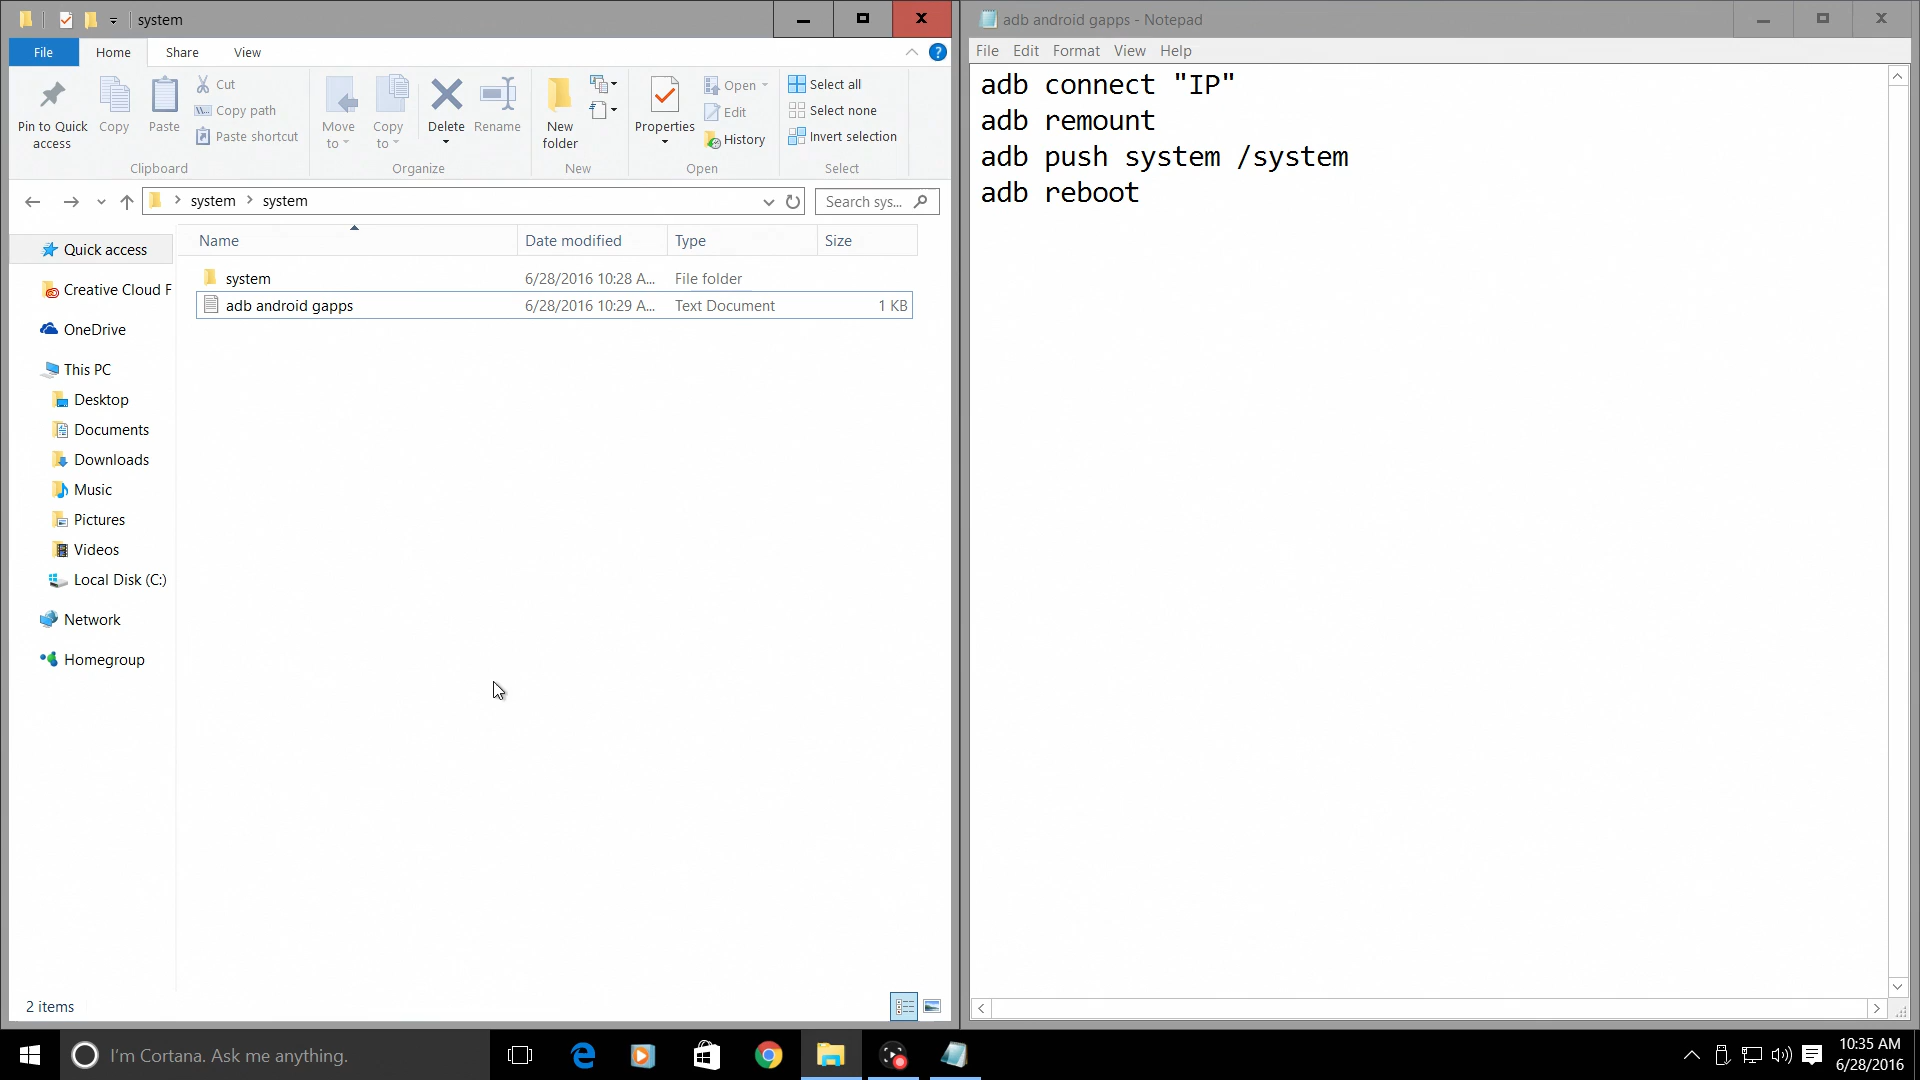 system
File
Home
Share
View
Pin to Quick access
Copy
Paste
Cut
Copy path
Paste shortcut
Clipboard
Move to
Copy to
Delete
Rename
Organize
New folder
New
Properties
Open
Edit
History
Open
Select all
Select none
Invert selection
Select
system
system
Search sys...
Name
Date modified
Type
Size
system
6/28/2016 10:28 A...
File folder
adb android gapps
6/28/2016 10:29 A...
Text Document
1 KB
Quick access
Creative Cloud F
OneDrive
This PC
Desktop
Documents
Downloads
Music
Pictures
Videos
Local Disk (C:)
Network
Homegroup
2 items
adb android gapps - Notepad
File
Edit
Format
View
Help
adb connect "IP"
adb remount
adb push system /system
adb reboot
I'm Cortana. Ask me anything.
10:35 AM
6/28/2016